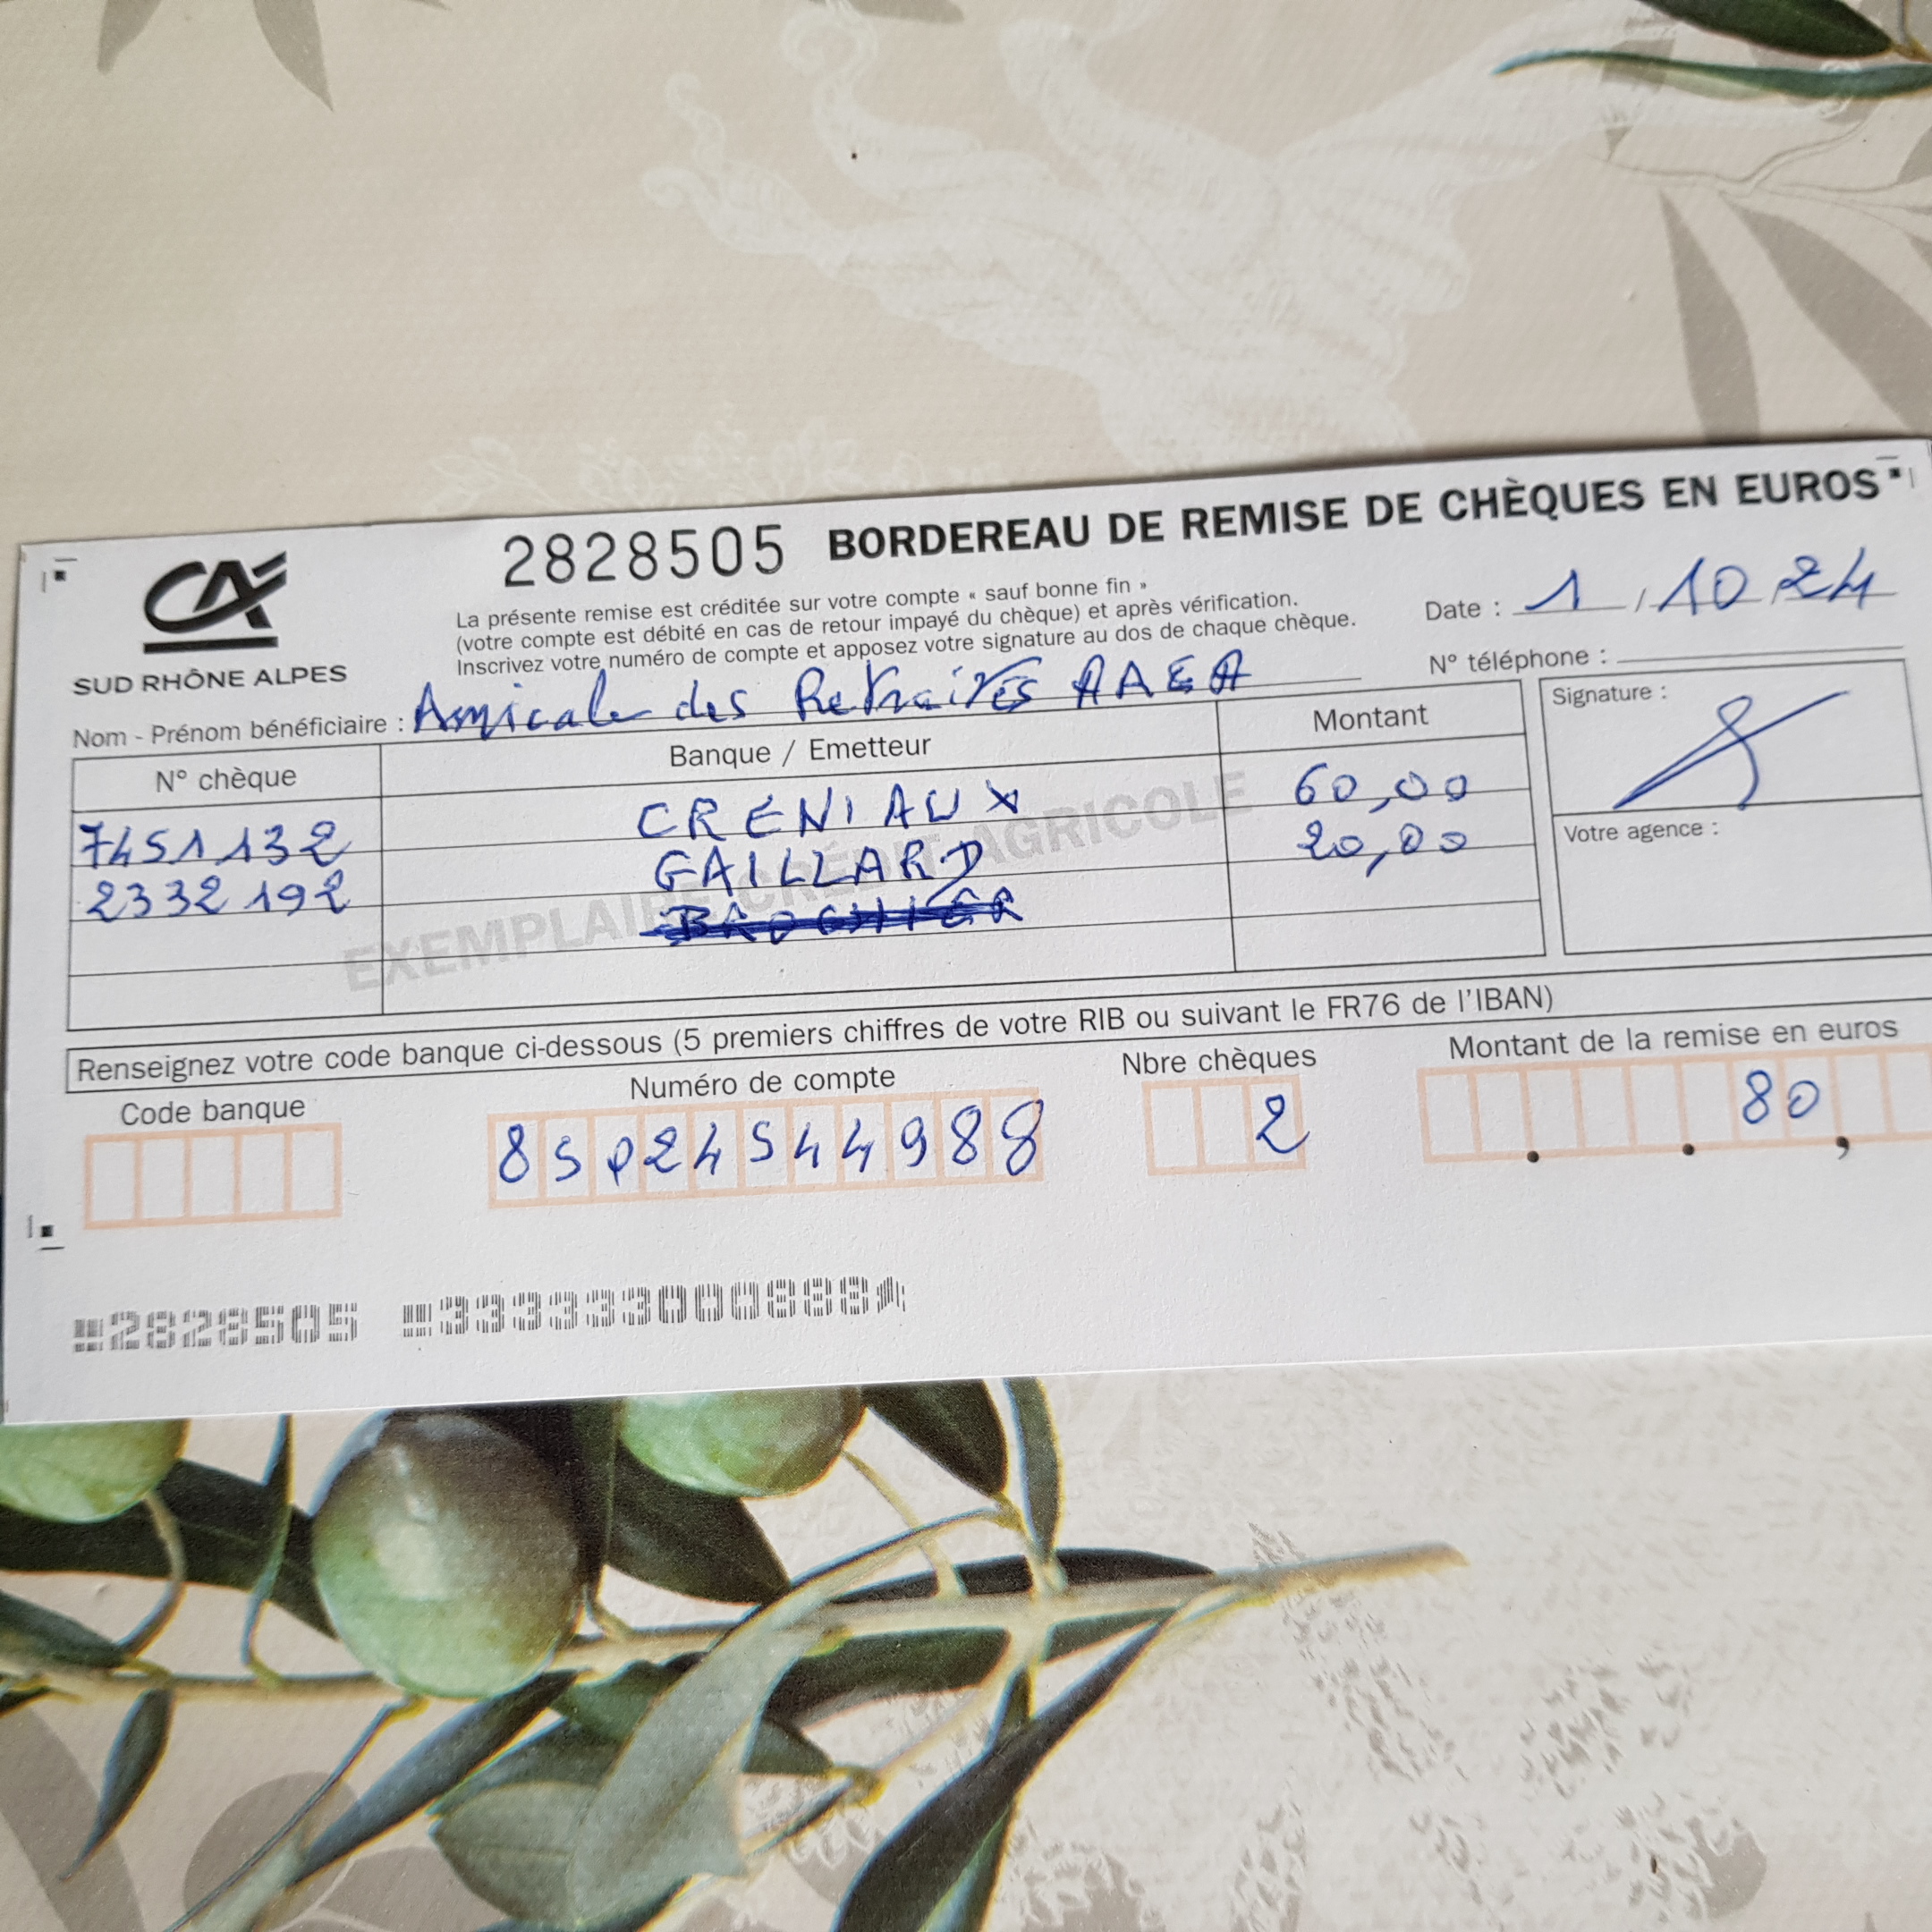 2828505 BORDEREAU DE REMISE DE CHÈQUES EN EUROS
CA
SUD RHÔNE ALPES
La présente remise est créditée sur votre compte « sauf bonne fin »
(votre compte est débité en cas de retour impayé du chèque) et après vérification.
Inscrivez votre numéro de compte et apposez votre signature au dos de chaque chèque.
Date : 1 / 10 / 24
N° téléphone :
Nom - Prénom bénéficiaire : Amicale des Retraités AAEA
N° chèque Banque / Emetteur Montant
7451132 CRENIAUX 60,00
2332192 GAILLARD 20,00
BROCHIER
EXEMPLAIRE CRÉDIT AGRICOLE
Signature :
Votre agence :
Renseignez votre code banque ci-dessous (5 premiers chiffres de votre RIB ou suivant le FR76 de l'IBAN)
Code banque Numéro de compte Nbre chèques Montant de la remise en euros
85024544988 2 80,
2828505 333333000888